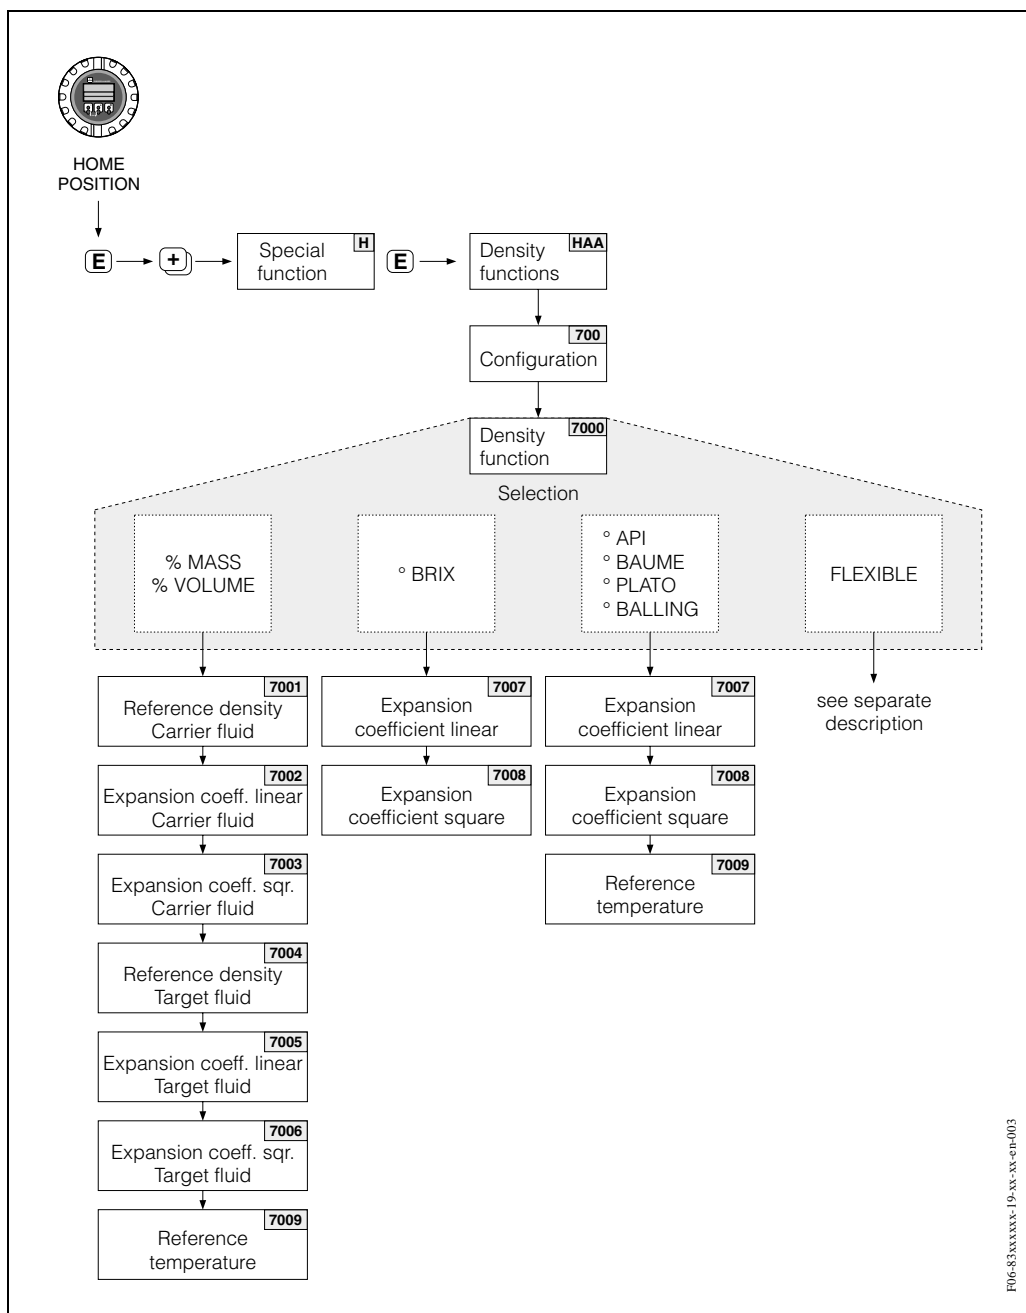 HOME
POSITION
E
+
H
Special
function
E
HAA
Density
functions
700
Configuration
7000
Density
function
Selection
% MASS
% VOLUME
° BRIX
° API
° BAUME
° PLATO
° BALLING
FLEXIBLE
7001
Reference density
Carrier fluid
7002
Expansion coeff. linear
Carrier fluid
7003
Expansion coeff. sqr.
Carrier fluid
7004
Reference density
Target fluid
7005
Expansion coeff. linear
Target fluid
7006
Expansion coeff. sqr.
Target fluid
7009
Reference
temperature
7007
Expansion
coefficient linear
7008
Expansion
coefficient square
7007
Expansion
coefficient linear
7008
Expansion
coefficient square
7009
Reference
temperature
see separate
description
F06-83xxxxxx-19-xx-xx-en-003